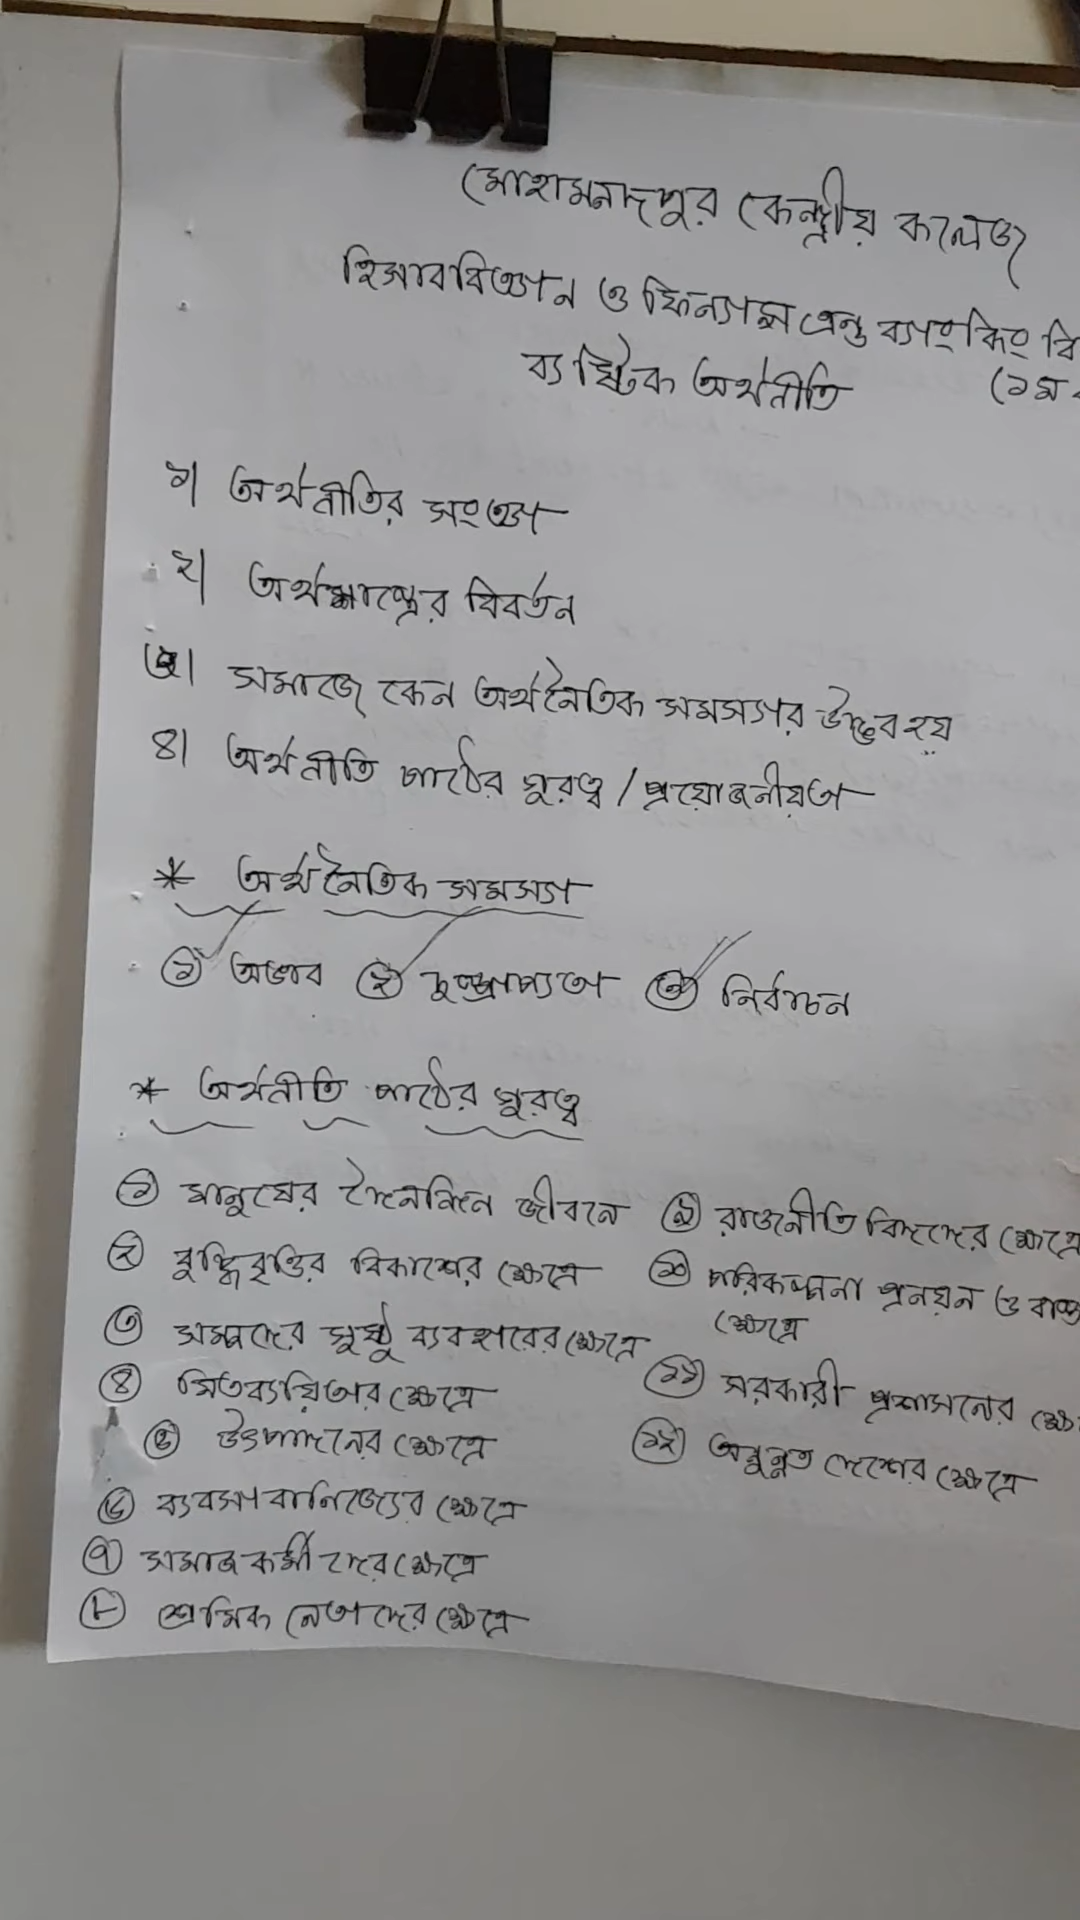 মোহাম্মদপুর কেন্দ্রীয় কলেজ
হিসাববিজ্ঞান ও ফিন্যান্স এন্ড ব্যাংকিং বি
ব্যষ্টিক অর্থনীতি (১ম
১। অর্থনীতির সংজ্ঞা
২। অর্থশাস্ত্রের বিবর্তন
৩। সমাজে কেন অর্থনৈতিক সমস্যার উদ্ভব হয়
৪। অর্থনীতি পাঠের গুরত্ব / প্রয়োজনীয়তা
* অর্থনৈতিক সমস্যা
১ অভাব ২ দুষ্প্রাপ্যতা ৩ নির্বাচন
* অর্থনীতি পাঠের গুরত্ব
১ মানুষের দৈনন্দিন জীবনে
২ বুদ্ধিবৃত্তির বিকাশের ক্ষেত্রে
৩ সম্পদের সুষ্ঠু ব্যবহারের ক্ষেত্রে
৪ মিতব্যয়িতার ক্ষেত্রে
৫ উৎপাদনের ক্ষেত্রে
৬ ব্যবসা বানিজ্যের ক্ষেত্রে
৭ সমাজকর্মী দের ক্ষেত্রে
৮ শ্রমিক নেতাদের ক্ষেত্রে
৯ রাজনীতি বিদদের ক্ষেত্রে
১০ পরিকল্পনা প্রনয়ন ও বাস্ত
ক্ষেত্রে
১১ সরকারী প্রশাসনের ক্ষে
১২ অনুন্নত দেশের ক্ষেত্রে